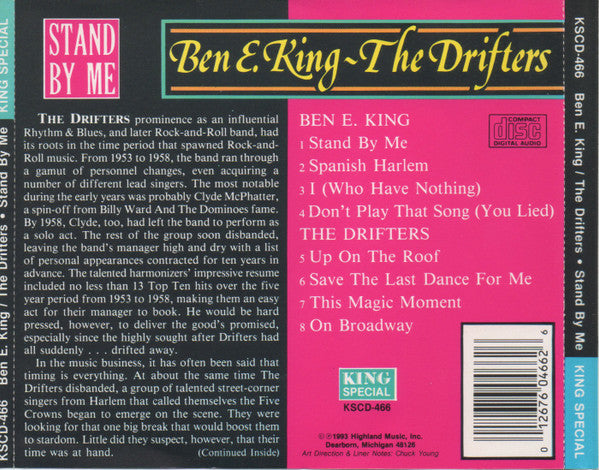 KSCD-466 Ben E. King / The Drifters • Stand By Me KING SPECIAL
STAND
BY ME
Ben E. King ~ The Drifters
THE DRIFTERS prominence as an influential
Rhythm & Blues, and later Rock-and-Roll band, had
its roots in the time period that spawned Rock-and-
Roll music. From 1953 to 1958, the band ran through
a gamut of personnel changes, even acquiring a
number of different lead singers. The most notable
during the early years was probably Clyde McPhatter,
a spin-off from Billy Ward And The Dominoes fame.
By 1958, Clyde, too, had left the band to perform as
a solo act. The rest of the group soon disbanded,
leaving the band's manager high and dry with a list
of personal appearances contracted for ten years in
advance. The talented harmonizers' impressive resume
included no less than 13 Top Ten hits over the five
year period from 1953 to 1958, making them an easy
act for their manager to book. He would be hard
pressed, however, to deliver the good's promised,
especially since the highly sought after Drifters had
all suddenly . . . drifted away.
In the music business, it has often been said that
timing is everything. At about the same time The
Drifters disbanded, a group of talented street-corner
singers from Harlem that called themselves the Five
Crowns began to emerge on the scene. They were
looking for that one big break that would boost them
to stardom. Little did they suspect, however, that their
time was at hand. (Continued Inside)
BEN E. KING
1 Stand By Me
2 Spanish Harlem
3 I (Who Have Nothing)
4 Don't Play That Song (You Lied)
THE DRIFTERS
5 Up On The Roof
6 Save The Last Dance For Me
7 This Magic Moment
8 On Broadway
COMPACT
disc
DIGITAL AUDIO
KING
SPECIAL
KSCD-466
0 12676 04662 6
© ℗1993 Highland Music, Inc.
Dearborn, Michigan 48126
Art Direction & Liner Notes: Chuck Young
KSCD-466 Ben E. King / The Drifters • Stand By Me KING SPECIAL